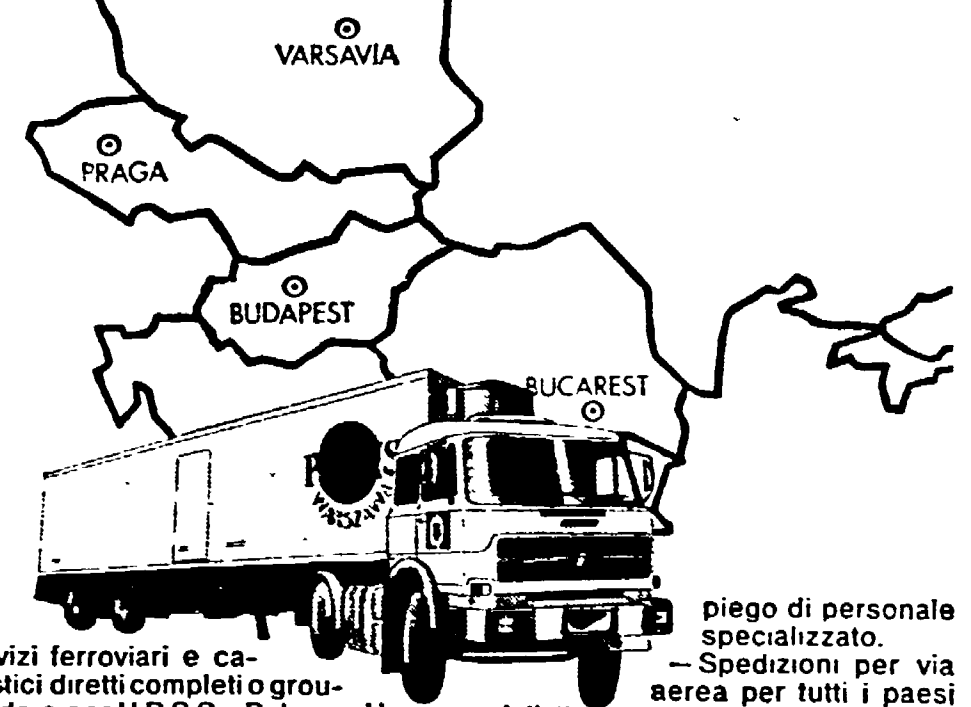 VARSAVIA
PRAGA
BUDAPEST
BUCAREST
piego di personale
specializzato.
– Spedizioni per via
aerea per tutti i paesi
vizi ferroviari e ca-
stici diretti completi o grou-